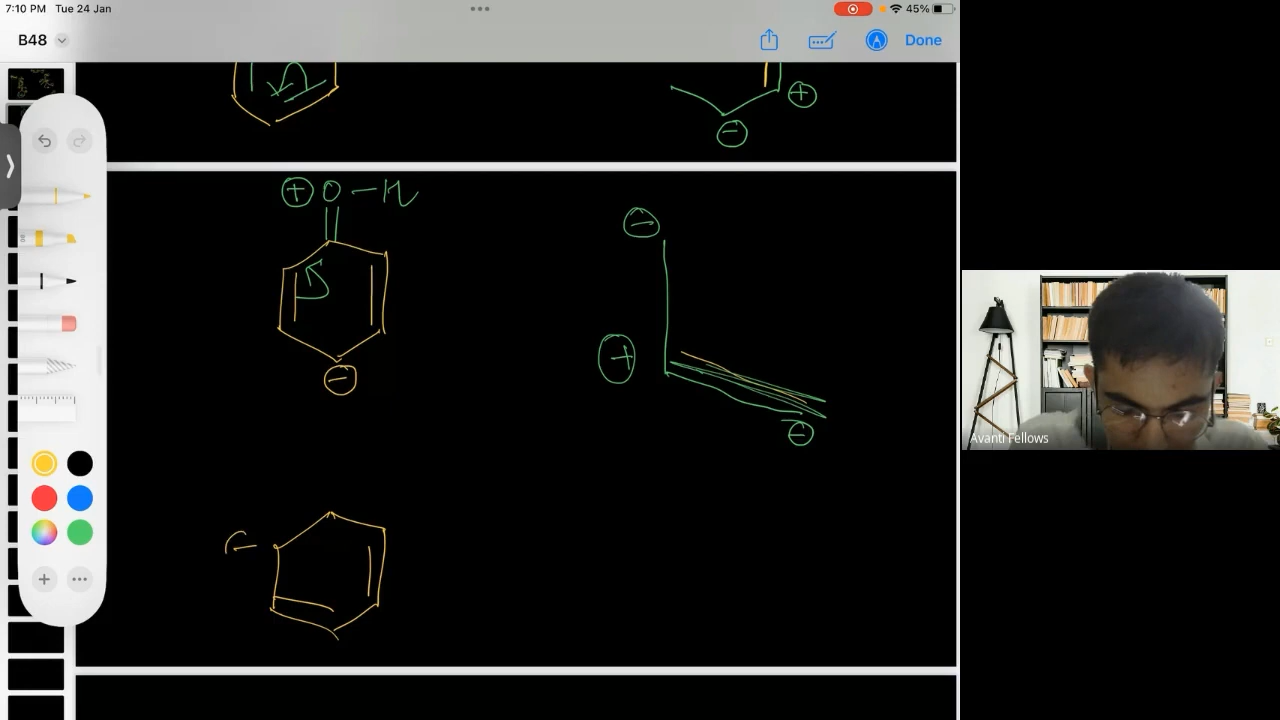 7:10 PM Tue 24 Jan
45%
B48
Done
+
−
+ O — H
−
−
+
−
Avanti Fellows